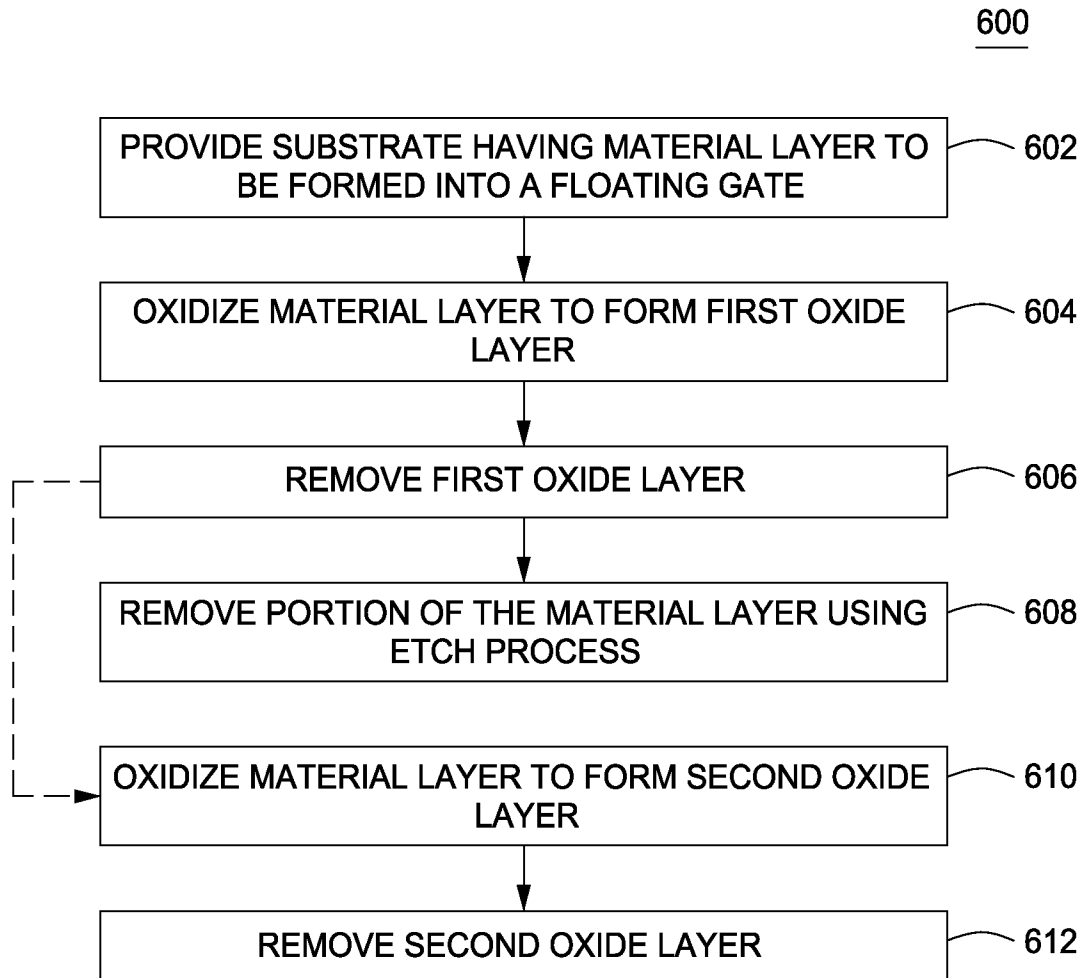 600
PROVIDE SUBSTRATE HAVING MATERIAL LAYER TO
BE FORMED INTO A FLOATING GATE
602
OXIDIZE MATERIAL LAYER TO FORM FIRST OXIDE
LAYER
604
REMOVE FIRST OXIDE LAYER
606
REMOVE PORTION OF THE MATERIAL LAYER USING
ETCH PROCESS
608
OXIDIZE MATERIAL LAYER TO FORM SECOND OXIDE
LAYER
610
REMOVE SECOND OXIDE LAYER
612